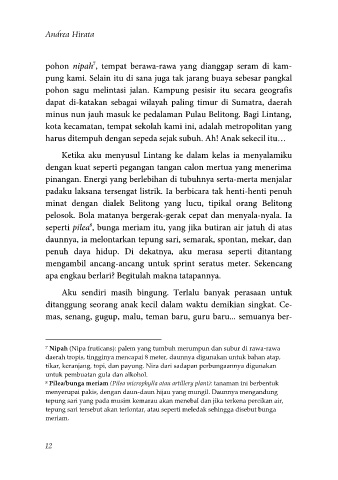 Andrea Hirata
pohon nipah⁷, tempat berawa-rawa yang dianggap seram di kam-
pung kami. Selain itu di sana juga tak jarang buaya sebesar pangkal
pohon sagu melintasi jalan. Kampung pesisir itu secara geografis
dapat di-katakan sebagai wilayah paling timur di Sumatra, daerah
minus nun jauh masuk ke pedalaman Pulau Belitong. Bagi Lintang,
kota kecamatan, tempat sekolah kami ini, adalah metropolitan yang
harus ditempuh dengan sepeda sejak subuh. Ah! Anak sekecil itu…
Ketika aku menyusul Lintang ke dalam kelas ia menyalamiku
dengan kuat seperti pegangan tangan calon mertua yang menerima
pinangan. Energi yang berlebihan di tubuhnya serta-merta menjalar
padaku laksana tersengat listrik. Ia berbicara tak henti-henti penuh
minat dengan dialek Belitong yang lucu, tipikal orang Belitong
pelosok. Bola matanya bergerak-gerak cepat dan menyala-nyala. Ia
seperti pilea⁸, bunga meriam itu, yang jika butiran air jatuh di atas
daunnya, ia melontarkan tepung sari, semarak, spontan, mekar, dan
penuh daya hidup. Di dekatnya, aku merasa seperti ditantang
mengambil ancang-ancang untuk sprint seratus meter. Sekencang
apa engkau berlari? Begitulah makna tatapannya.
Aku sendiri masih bingung. Terlalu banyak perasaan untuk
ditanggung seorang anak kecil dalam waktu demikian singkat. Ce-
mas, senang, gugup, malu, teman baru, guru baru... semuanya ber-
⁷ Nipah (Nipa fruticans): palem yang tumbuh merumpun dan subur di rawa-rawa
daerah tropis, tingginya mencapai 8 meter, daunnya digunakan untuk bahan atap,
tikar, keranjang, topi, dan payung. Nira dari sadapan perbungaannya digunakan
untuk pembuatan gula dan alkohol.
⁸ Pilea/bunga meriam (Pilea microphylla atau artillery plant): tanaman ini berbentuk
menyerupai pakis, dengan daun-daun hijau yang mungil. Daunnya mengandung
tepung sari yang pada musim kemarau akan menebal dan jika terkena percikan air,
tepung sari tersebut akan terlontar, atau seperti meledak sehingga disebut bunga
meriam.
12